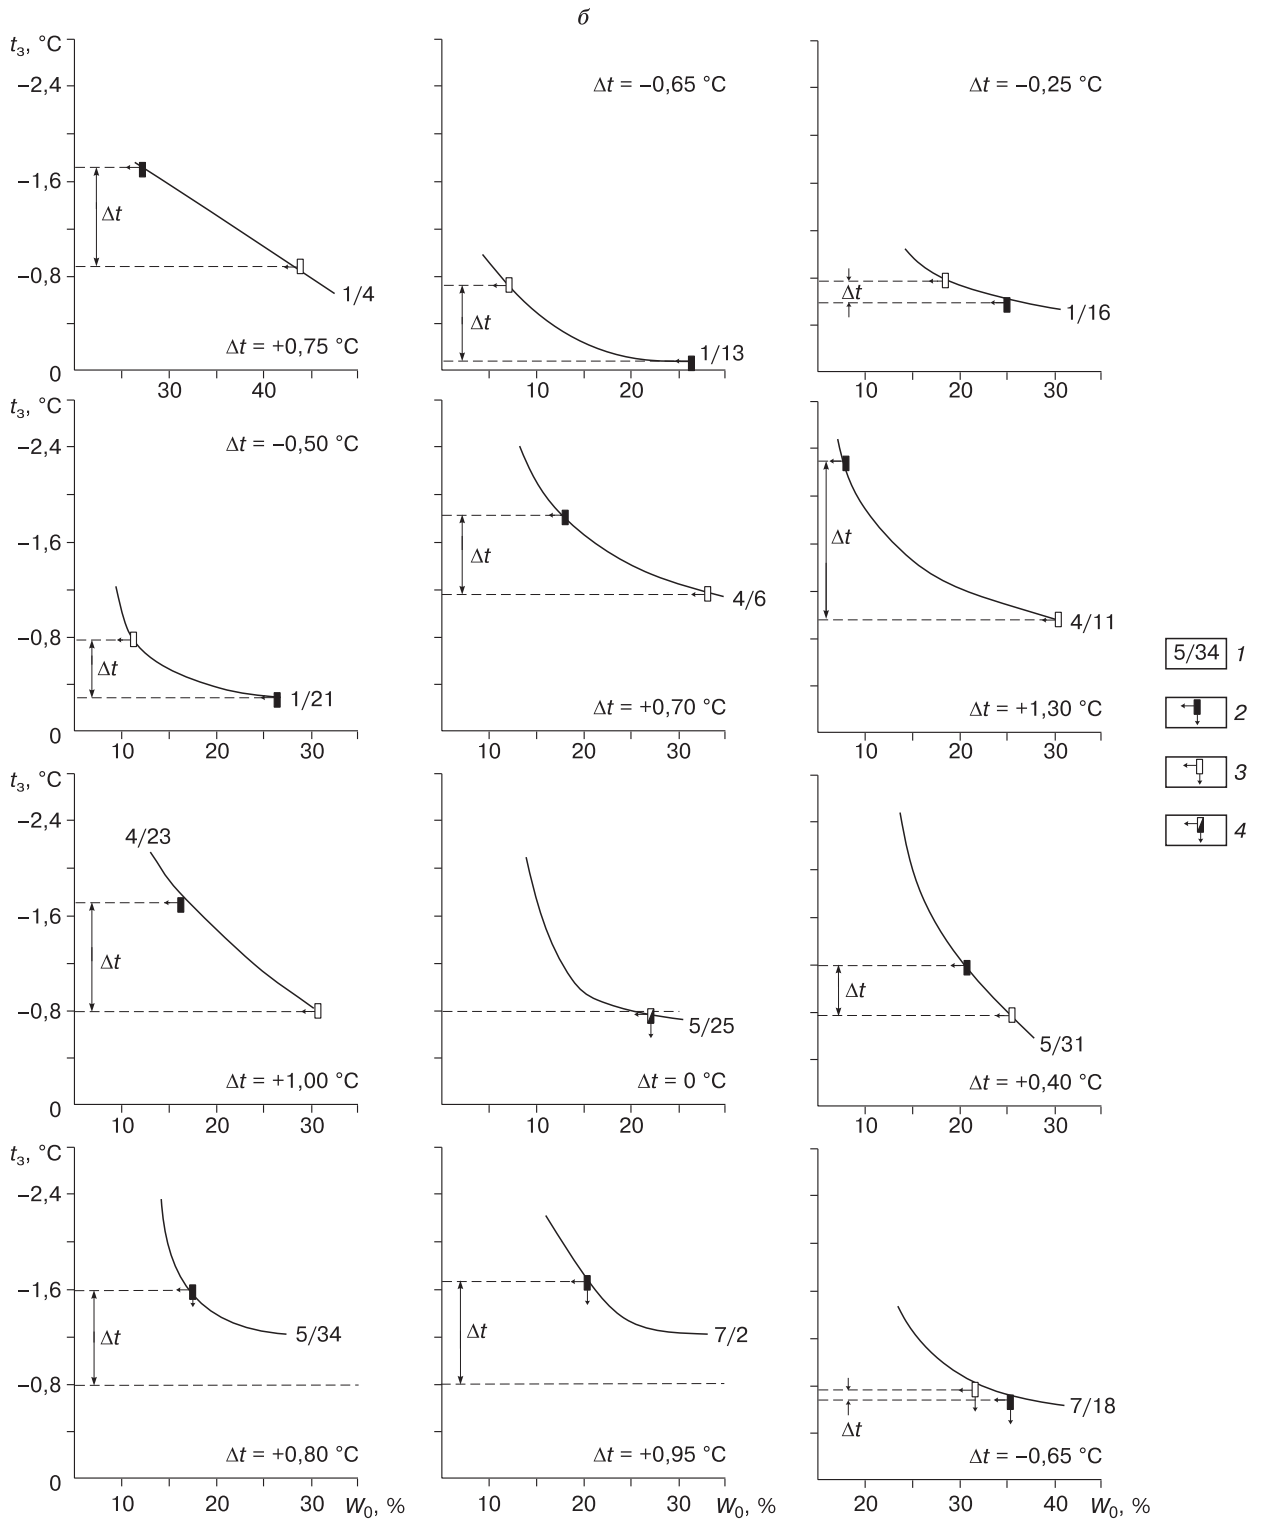 б
t₃, °C
−2,4
Δt = −0,65 °C
Δt = −0,25 °C
−1,6
Δt
−0,8
1/4
Δt
Δt
1/16
Δt = +0,75 °C
1/13
0
30 40
10 20
10 20 30
t₃, °C
−2,4
Δt = −0,50 °C
−1,6
Δt
Δt
−0,8
Δt
4/6
4/11
1/21
Δt = +0,70 °C
Δt = +1,30 °C
0
10 20 30
10 20 30
10 20 30
5/34 1
2
3
4
t₃, °C
−2,4
4/23
−1,6
Δt
Δt
−0,8
5/25
5/31
Δt = +1,00 °C
Δt = 0 °C
Δt = +0,40 °C
0
10 20 30
10 20
10 20 30
t₃, °C
−2,4
−1,6
Δt
5/34
Δt
7/2
−0,8
7/18
Δt
Δt = +0,80 °C
Δt = +0,95 °C
Δt = −0,65 °C
0
10 20 30 W₀, %
10 20 30 W₀, %
20 30 40 W₀, %